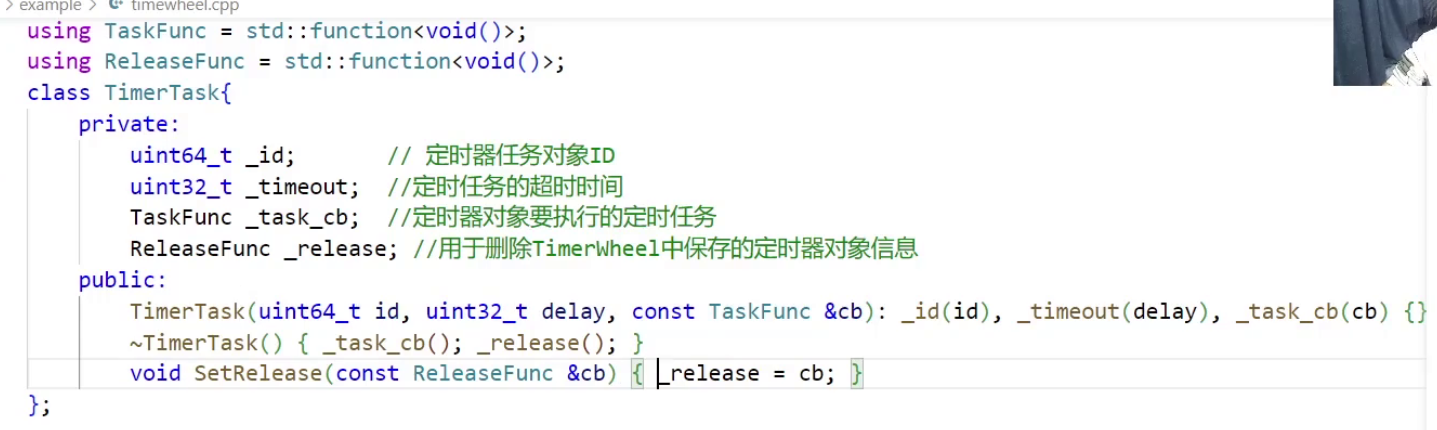 > example > timewheel.cpp
using TaskFunc = std::function<void()>;
using ReleaseFunc = std::function<void()>;
class TimerTask{
    private:
        uint64_t _id;       // 定时器任务对象ID
        uint32_t _timeout;  //定时任务的超时时间
        TaskFunc _task_cb;  //定时器对象要执行的定时任务
        ReleaseFunc _release; //用于删除TimerWheel中保存的定时器对象信息
    public:
        TimerTask(uint64_t id, uint32_t delay, const TaskFunc &cb): _id(id), _timeout(delay), _task_cb(cb) {}
        ~TimerTask() { _task_cb(); _release(); }
        void SetRelease(const ReleaseFunc &cb) { _release = cb; }
};